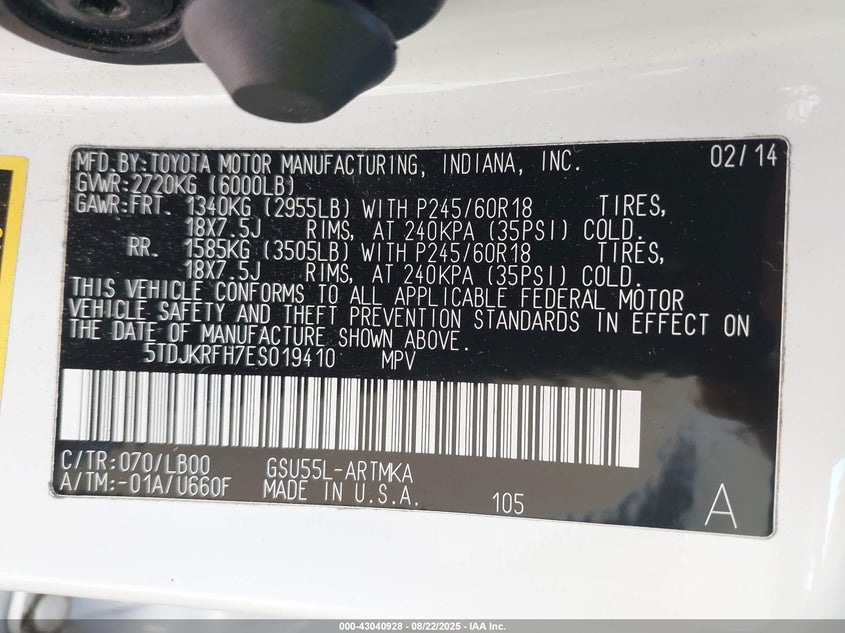 MFD.BY:TOYOTA MOTOR MANUFACTURING, INDIANA, INC. 02/14
GVWR:2720KG (6000LB)
GAWR:FRT. 1340KG (2955LB) WITH P245/60R18 TIRES,
18X7.5J RIMS, AT 240KPA (35PSI) COLD.
RR. 1585KG (3505LB) WITH P245/60R18 TIRES,
18X7.5J RIMS, AT 240KPA (35PSI) COLD.
THIS VEHICLE CONFORMS TO ALL APPLICABLE FEDERAL MOTOR
VEHICLE SAFETY AND THEFT PREVENTION STANDARDS IN EFFECT ON
THE DATE OF MANUFACTURE SHOWN ABOVE.
5TDJKRFH7ES019410 MPV
C/TR:070/LB00 GSU55L-ARTMKA
A/TM:-01A/U660F MADE IN U.S.A. 105 A
000-43040928 - 08/22/2025 - IAA Inc.